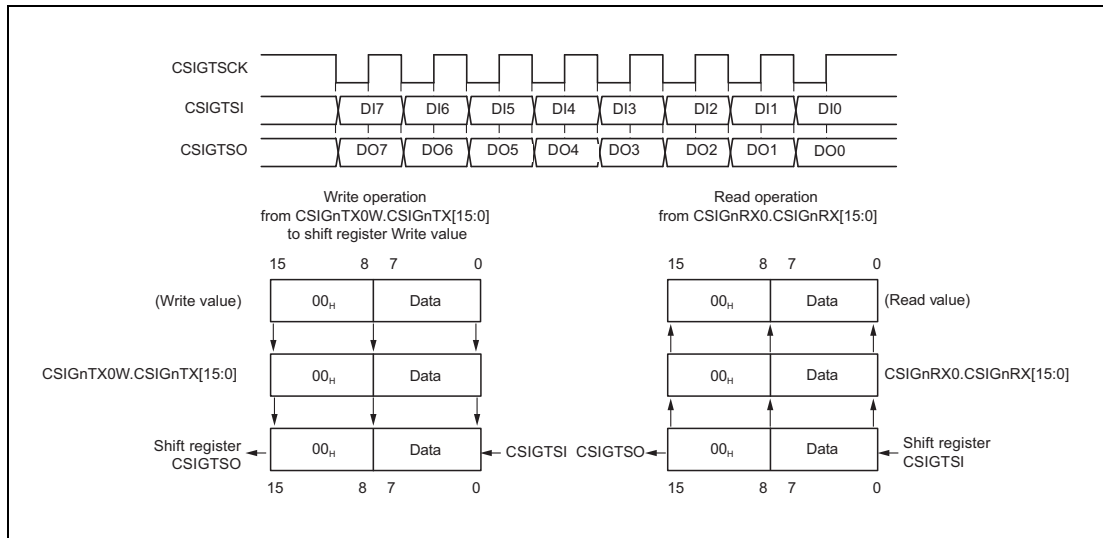 CSIGTSCK
CSIGTSI DI7 DI6 DI5 DI4 DI3 DI2 DI1 DI0
CSIGTSO DO7 DO6 DO5 DO4 DO3 DO2 DO1 DO0
Write operation
from CSIGnTX0W.CSIGnTX[15:0]
to shift register Write value
15 8 7 0
(Write value) 00H Data
CSIGnTX0W.CSIGnTX[15:0] 00H Data
Shift register
CSIGTSO
00H Data CSIGTSI
15 8 7 0
Read operation
from CSIGnRX0.CSIGnRX[15:0]
15 8 7 0
00H Data (Read value)
00H Data CSIGnRX0.CSIGnRX[15:0]
CSIGTSO 00H Data
Shift register
CSIGTSI
15 8 7 0